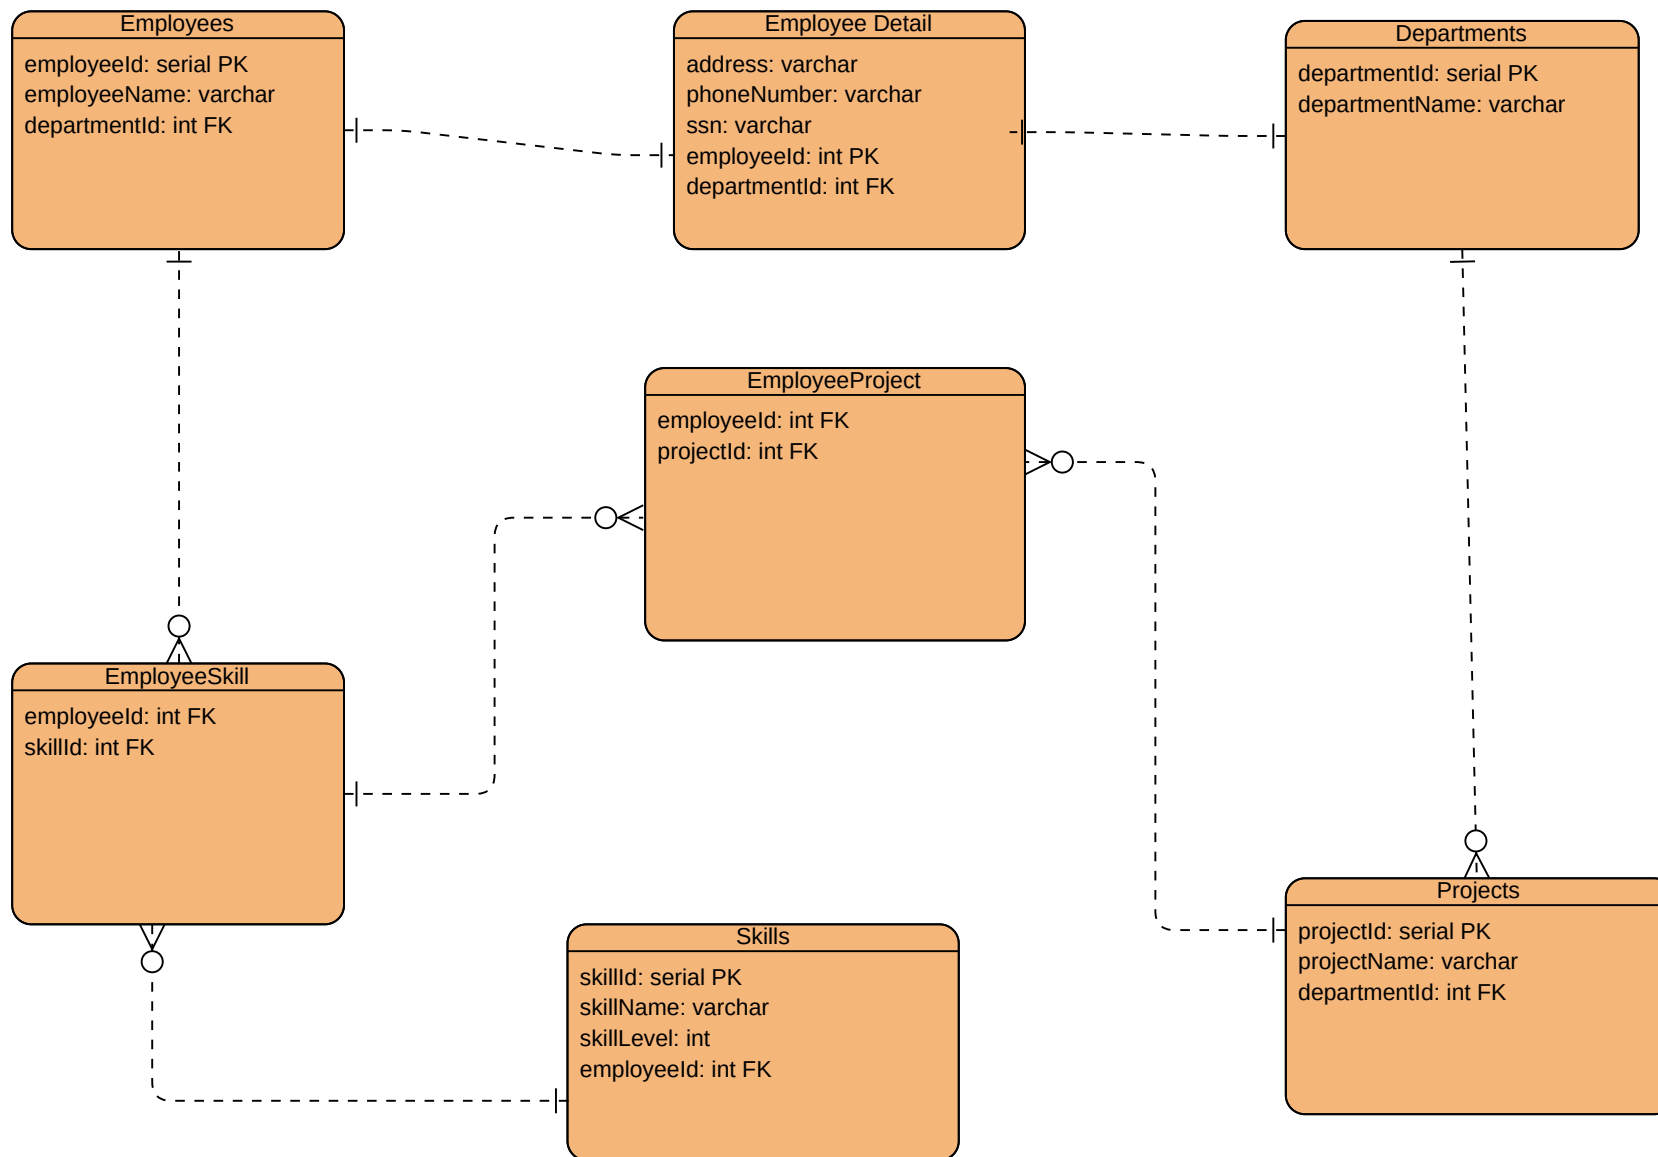 Employees
employeeId: serial PK
employeeName: varchar
departmentId: int FK
Employee Detail
address: varchar
phoneNumber: varchar
ssn: varchar
employeeId: int PK
departmentId: int FK
Departments
departmentId: serial PK
departmentName: varchar
EmployeeProject
employeeId: int FK
projectId: int FK
EmployeeSkill
employeeId: int FK
skillId: int FK
Skills
skillId: serial PK
skillName: varchar
skillLevel: int
employeeId: int FK
Projects
projectId: serial PK
projectName: varchar
departmentId: int FK